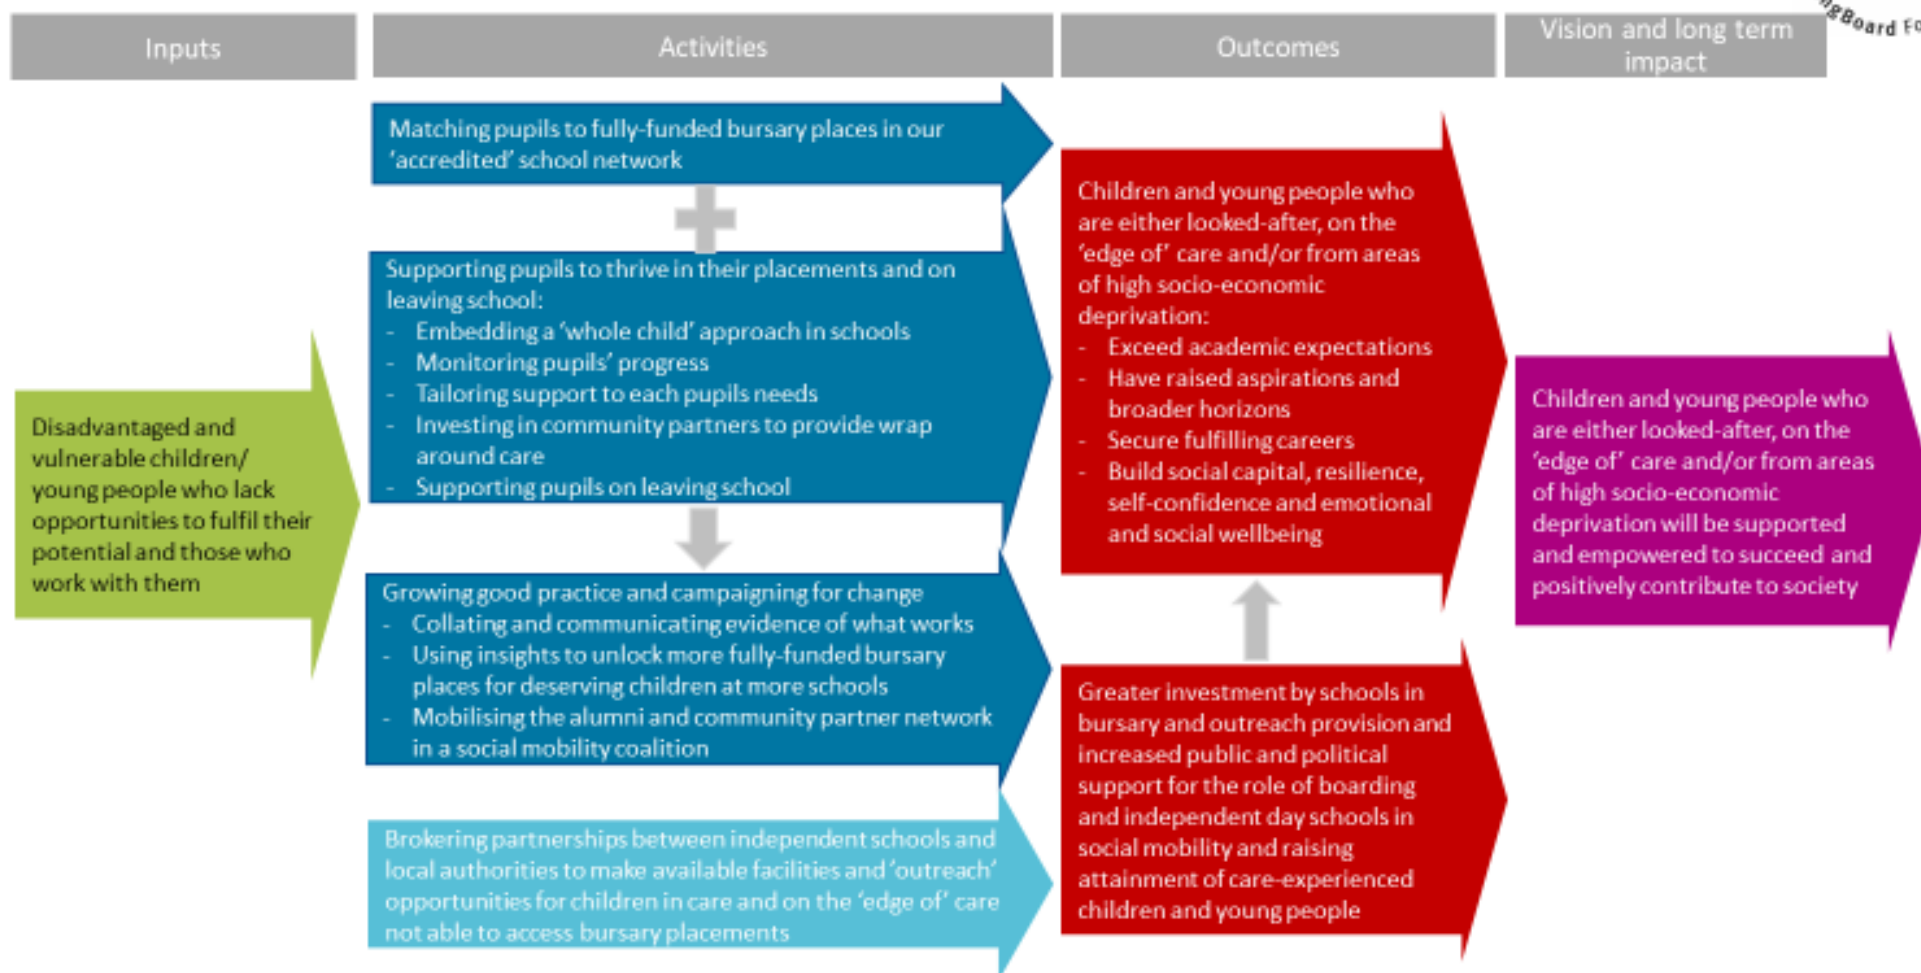 Inputs
Activities
Outcomes
Vision and long term
impact
Board
Disadvantaged and
vulnerable children/
young people who lack
opportunities to fulfil their
potential and those who
work with them
Matching pupils to fully-funded bursary places in our
‘accredited’ school network
Supporting pupils to thrive in their placements and on
leaving school:
- Embedding a ‘whole child’ approach in schools
- Monitoring pupils’ progress
- Tailoring support to each pupils needs
- Investing in community partners to provide wrap
around care
- Supporting pupils on leaving school
Growing good practice and campaigning for change
- Collating and communicating evidence of what works
- Using insights to unlock more fully-funded bursary
places for deserving children at more schools
- Mobilising the alumni and community partner network
in a social mobility coalition
Brokering partnerships between independent schools and
local authorities to make available facilities and ‘outreach’
opportunities for children in care and on the ‘edge of’ care
not able to access bursary placements
Children and young people who
are either looked-after, on the
‘edge of’ care and/or from areas
of high socio-economic
deprivation:
- Exceed academic expectations
- Have raised aspirations and
broader horizons
- Secure fulfilling careers
- Build social capital, resilience,
self-confidence and emotional
and social wellbeing
Greater investment by schools in
bursary and outreach provision and
increased public and political
support for the role of boarding
and independent day schools in
social mobility and raising
attainment of care-experienced
children and young people
Children and young people who
are either looked-after, on the
‘edge of’ care and/or from areas
of high socio-economic
deprivation will be supported
and empowered to succeed and
positively contribute to society